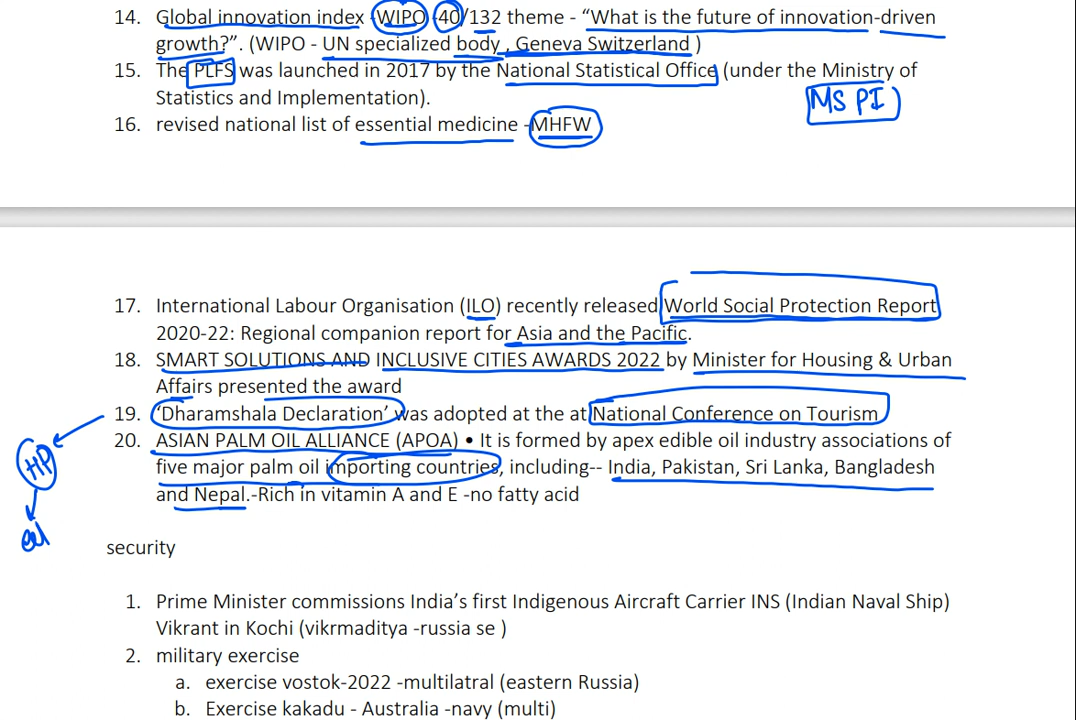 14. Global innovation index -WIPO -40/132 theme - “What is the future of innovation-driven
growth?”. (WIPO - UN specialized body , Geneva Switzerland )
15. The PLFS was launched in 2017 by the National Statistical Office (under the Ministry of
Statistics and Implementation).
MS PI
16. revised national list of essential medicine -MHFW
17. International Labour Organisation (ILO) recently released World Social Protection Report
2020-22: Regional companion report for Asia and the Pacific.
18. SMART SOLUTIONS AND INCLUSIVE CITIES AWARDS 2022 by Minister for Housing & Urban
Affairs presented the award
19. ‘Dharamshala Declaration’ was adopted at the at National Conference on Tourism
20. ASIAN PALM OIL ALLIANCE (APOA) • It is formed by apex edible oil industry associations of
HP
five major palm oil importing countries, including-- India, Pakistan, Sri Lanka, Bangladesh
and Nepal.-Rich in vitamin A and E -no fatty acid
security
1. Prime Minister commissions India’s first Indigenous Aircraft Carrier INS (Indian Naval Ship)
Vikrant in Kochi (vikrmaditya -russia se )
2. military exercise
a. exercise vostok-2022 -multilatral (eastern Russia)
b. Exercise kakadu - Australia -navy (multi)